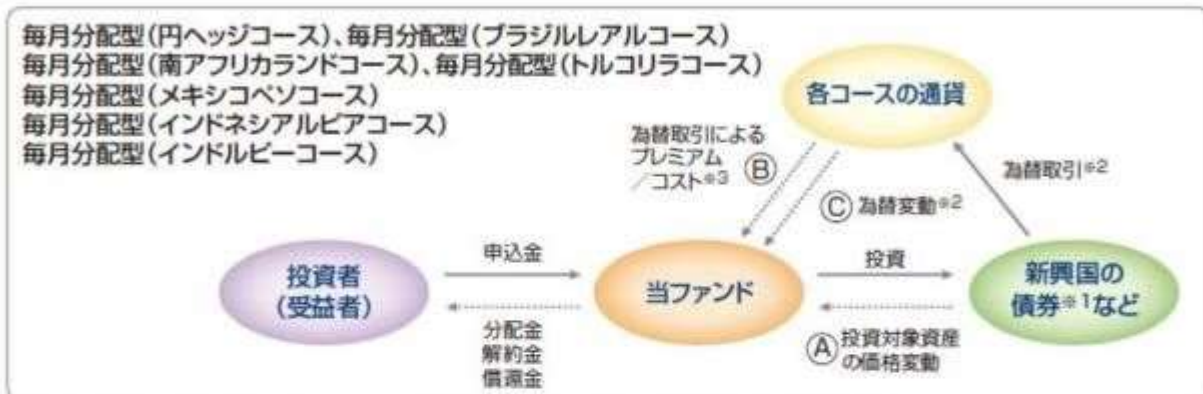 毎月分配型(円ヘッジコース)、毎月分配型(ブラジルレアルコース)
毎月分配型(南アフリカランドコース)、毎月分配型(トルコリラコース)
毎月分配型(メキシコペソコース)
毎月分配型(インドネシアルピアコース)
毎月分配型(インドルピーコース)
各コースの通貨
為替取引による
プレミアム
/コスト※3
Ⓑ
為替取引※2
Ⓒ 為替変動※2
投資者
(受益者)
申込金
分配金
解約金
償還金
当ファンド
投資
Ⓐ 投資対象資産
の価格変動
新興国の
債券※1など